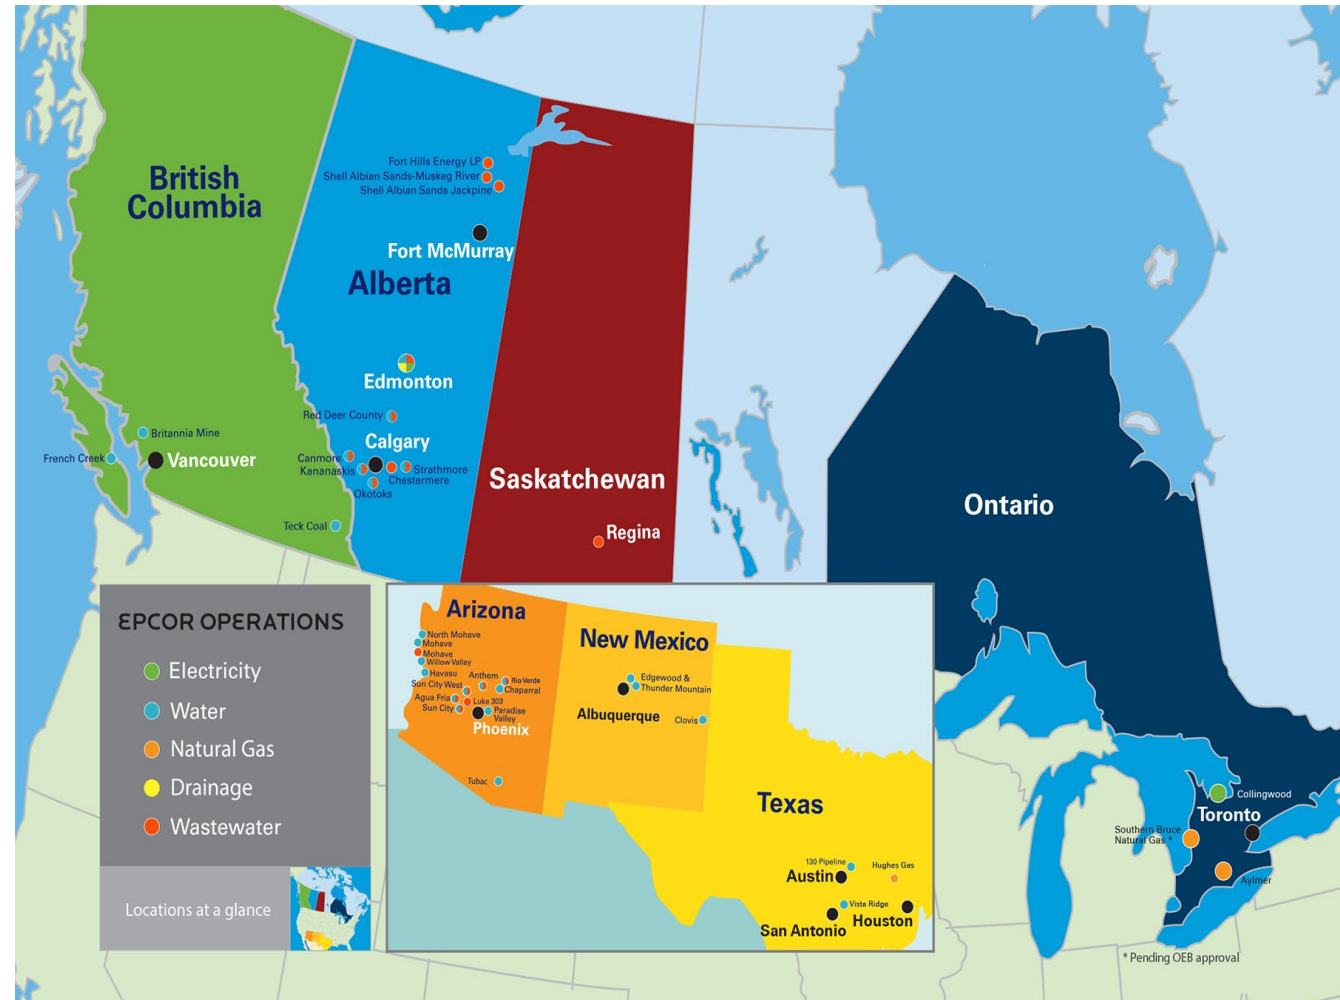 British
Columbia
Britannia Mine
French Creek
Vancouver
Teck Coal
Fort Hills Energy LP
Shell Albian Sands-Muskeg River
Shell Albian Sands Jackpine
Fort McMurray
Alberta
Edmonton
Red Deer County
Calgary
Canmore
Kananaskis
Strathmore
Chestermere
Okotoks
Saskatchewan
Regina
Ontario
Collingwood
Toronto
Southern Bruce
Natural Gas *
Aylmer
* Pending OEB approval
EPCOR OPERATIONS
Electricity
Water
Natural Gas
Drainage
Wastewater
Locations at a glance
Arizona
North Mohave
Mohave
Mohave
Willow Valley
Havasu
Anthem
Rio Verde
Sun City West
Chaparral
Agua Fria
Luke 303
Sun City
Paradise
Valley
Phoenix
Tubac
New Mexico
Edgewood &
Thunder Mountain
Albuquerque
Clovis
Texas
130 Pipeline
Hughes Gas
Austin
Vista Ridge
Houston
San Antonio